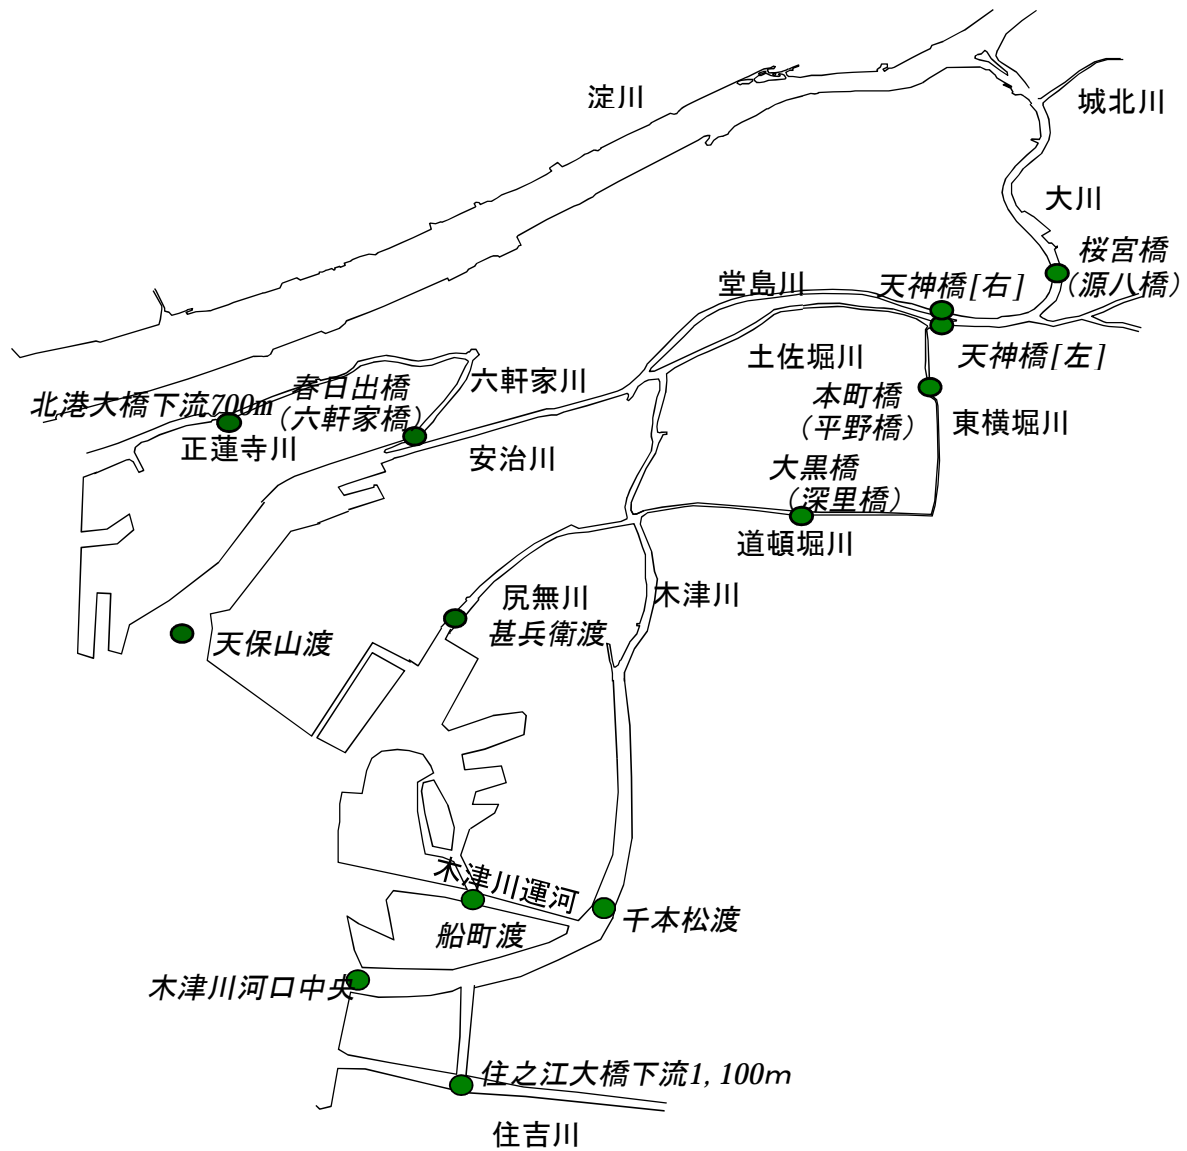 淀川
城北川
大川
桜宮橋
（源八橋）
堂島川
天神橋[右]
土佐堀川
天神橋[左]
六軒家川
春日出橋
（六軒家橋）
北港大橋下流700m
正蓮寺川
安治川
本町橋
（平野橋）
東横堀川
大黒橋
（深里橋）
道頓堀川
尻無川
木津川
甚兵衛渡
天保山渡
木津川運河
船町渡
千本松渡
木津川河口中央
住之江大橋下流1,100m
住吉川